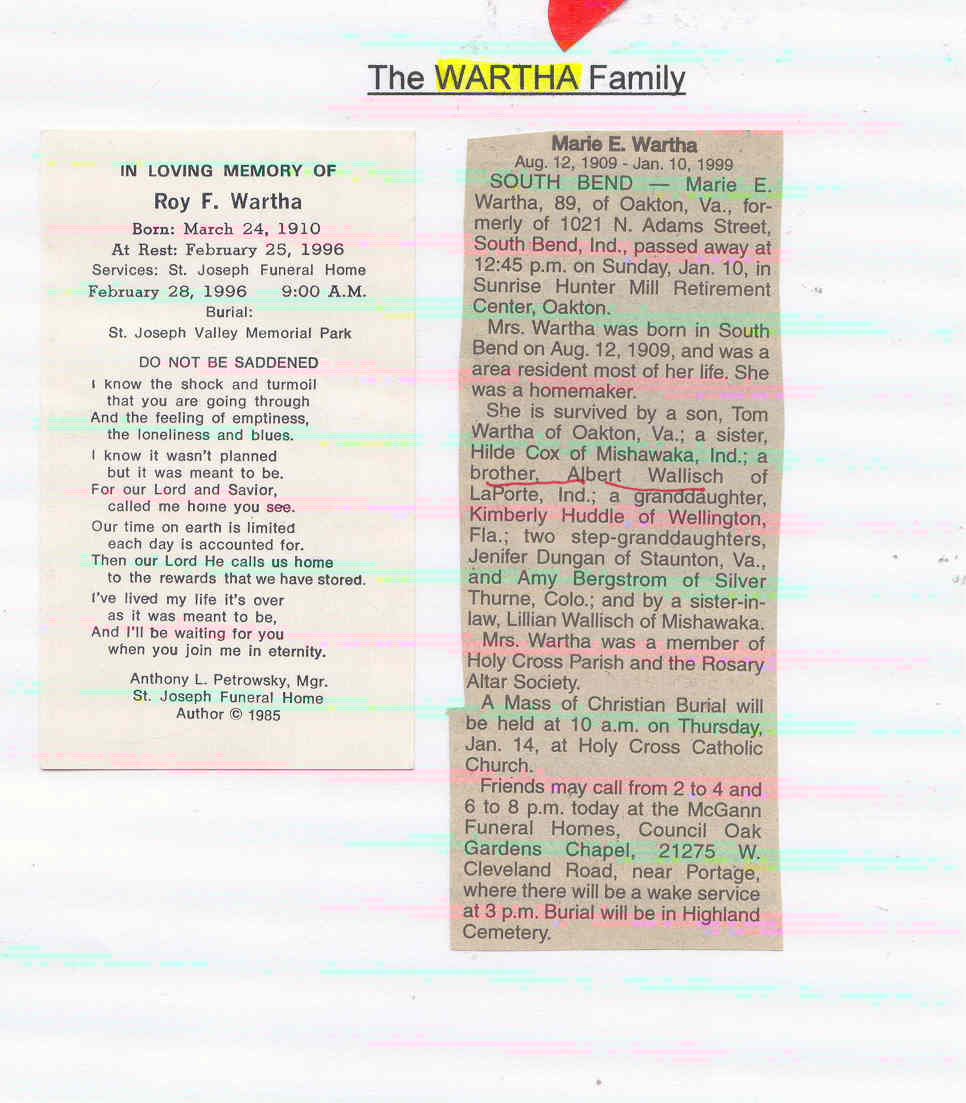 The WARTHA Family
IN LOVING MEMORY OF
Roy F. Wartha
Born: March 24, 1910
At Rest: February 25, 1996
Services: St. Joseph Funeral Home
February 28, 1996 9:00 A.M.
Burial:
St. Joseph Valley Memorial Park
DO NOT BE SADDENED
I know the shock and turmoil
that you are going through
And the feeling of emptiness,
the loneliness and blues.
I know it wasn't planned
but it was meant to be.
For our Lord and Savior,
called me home you see.
Our time on earth is limited
each day is accounted for.
Then our Lord He calls us home
to the rewards that we have stored.
I've lived my life it's over
as it was meant to be,
And I'll be waiting for you
when you join me in eternity.
Anthony L. Petrowsky, Mgr.
St. Joseph Funeral Home
Author © 1985
Marie E. Wartha
Aug. 12, 1909 - Jan. 10, 1999
SOUTH BEND — Marie E.
Wartha, 89, of Oakton, Va., for-
merly of 1021 N. Adams Street,
South Bend, Ind., passed away at
12:45 p.m. on Sunday, Jan. 10, in
Sunrise Hunter Mill Retirement
Center, Oakton.
Mrs. Wartha was born in South
Bend on Aug. 12, 1909, and was a
area resident most of her life. She
was a homemaker.
She is survived by a son, Tom
Wartha of Oakton, Va.; a sister,
Hilde Cox of Mishawaka, Ind.; a
brother, Albert Wallisch of
LaPorte, Ind.; a granddaughter,
Kimberly Huddle of Wellington,
Fla.; two step-granddaughters,
Jenifer Dungan of Staunton, Va.,
and Amy Bergstrom of Silver
Thurne, Colo.; and by a sister-in-
law, Lillian Wallisch of Mishawaka.
Mrs. Wartha was a member of
Holy Cross Parish and the Rosary
Altar Society.
A Mass of Christian Burial will
be held at 10 a.m. on Thursday,
Jan. 14, at Holy Cross Catholic
Church.
Friends may call from 2 to 4 and
6 to 8 p.m. today at the McGann
Funeral Homes, Council Oak
Gardens Chapel, 21275 W.
Cleveland Road, near Portage,
where there will be a wake service
at 3 p.m. Burial will be in Highland
Cemetery.